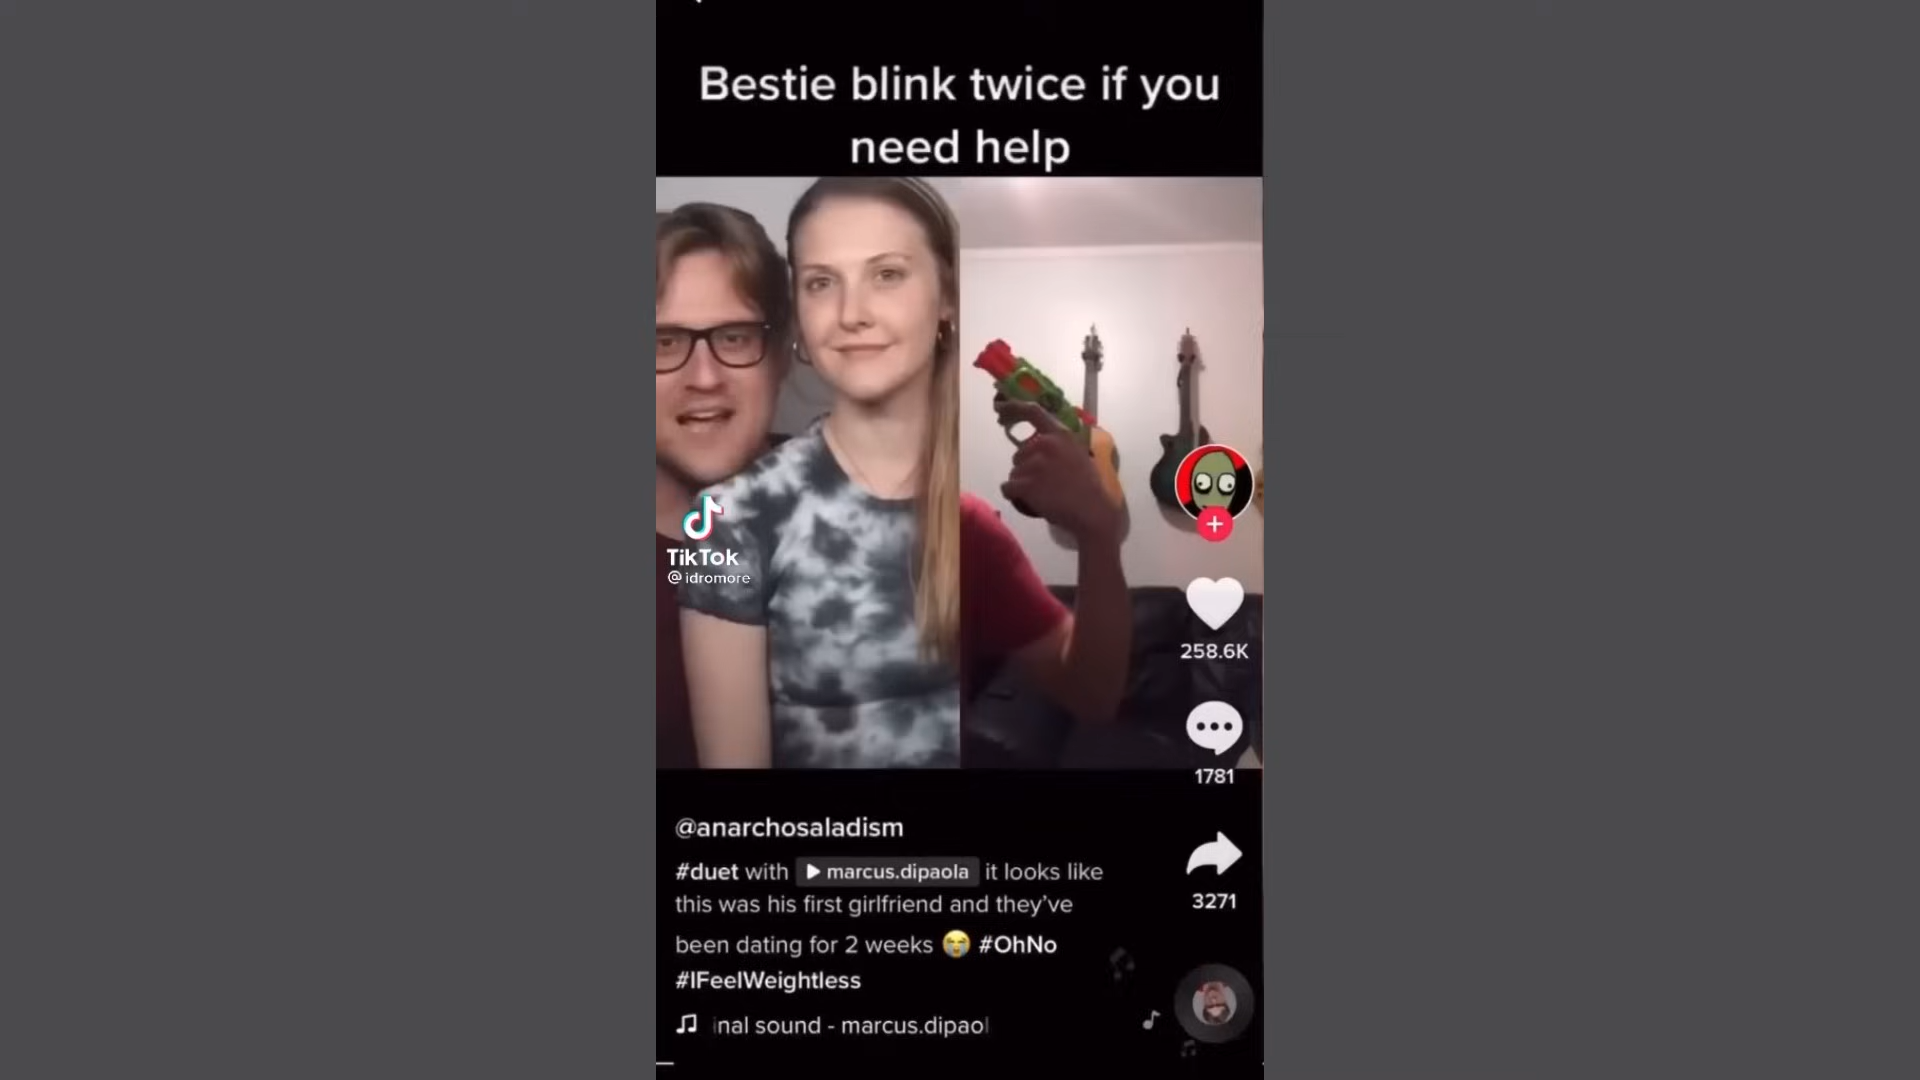 Bestie blink twice if you
need help
TikTok
@idromore
258.6K
1781
3271
@anarchosaladism
#duet with marcus.dipaola it looks like
this was his first girlfriend and they've
been dating for 2 weeks 😭 #OhNo
#IFeelWeightless
inal sound - marcus.dipaol